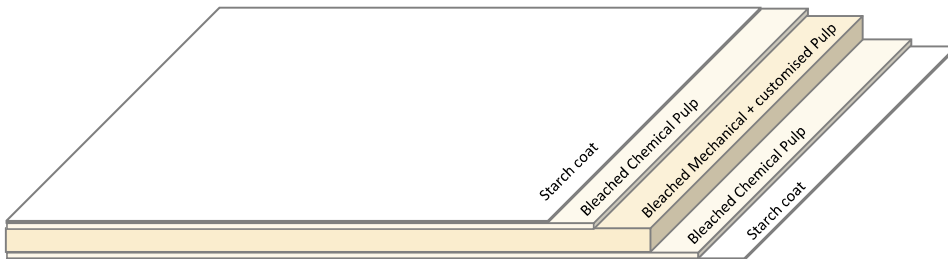 Starch coat
Bleached Chemical Pulp
Bleached Mechanical + customised Pulp
Bleached Chemical Pulp
Starch coat